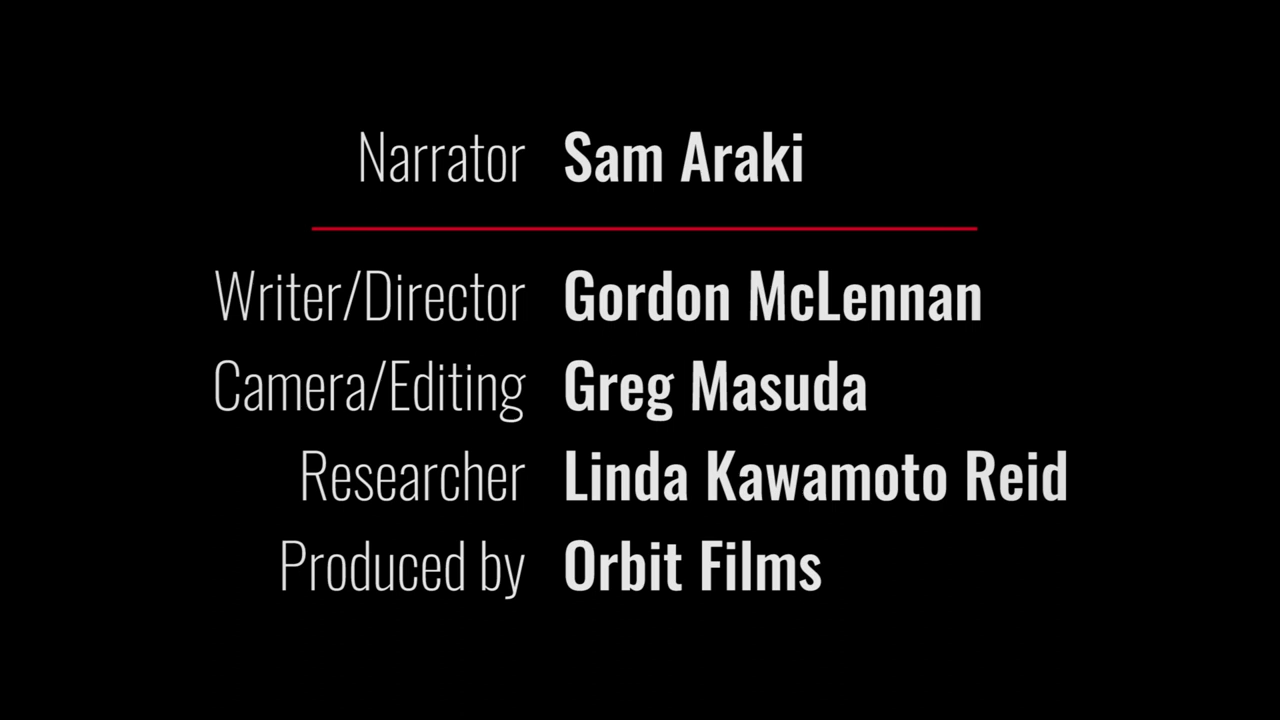 Narrator Sam Araki
Writer/Director Gordon McLennan
Camera/Editing Greg Masuda
Researcher Linda Kawamoto Reid
Produced by Orbit Films